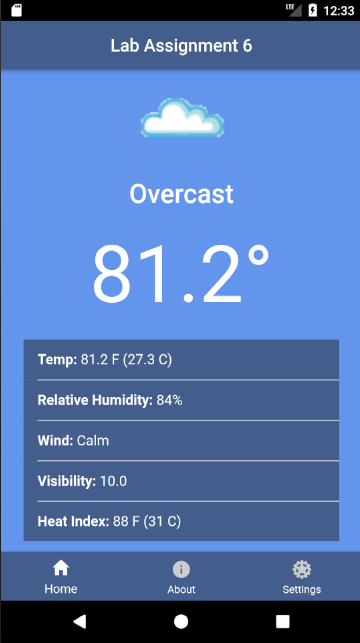 LTE 12:33
Lab Assignment 6
Overcast
81.2°
Temp: 81.2 F (27.3 C)
Relative Humidity: 84%
Wind: Calm
Visibility: 10.0
Heat Index: 88 F (31 C)
Home About Settings